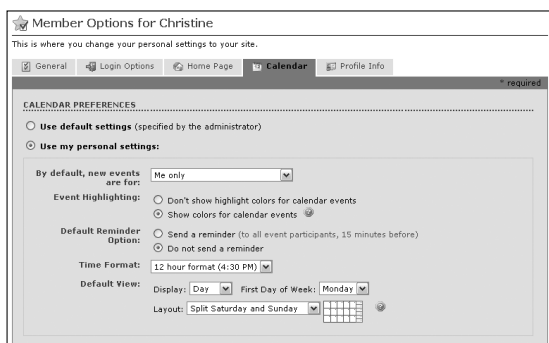 Member Options for Christine
This is where you change your personal settings to your site.
General Login Options Home Page Calendar Profile Info
* required
CALENDAR PREFERENCES
Use default settings (specified by the administrator)
Use my personal settings:
By default, new events are for: Me only
Event Highlighting: Don't show highlight colors for calendar events
Show colors for calendar events
Default Reminder Option: Send a reminder (to all event participants, 15 minutes before)
Do not send a reminder
Time Format: 12 hour format (4:30 PM)
Default View: Display: Day First Day of Week: Monday
Layout: Split Saturday and Sunday